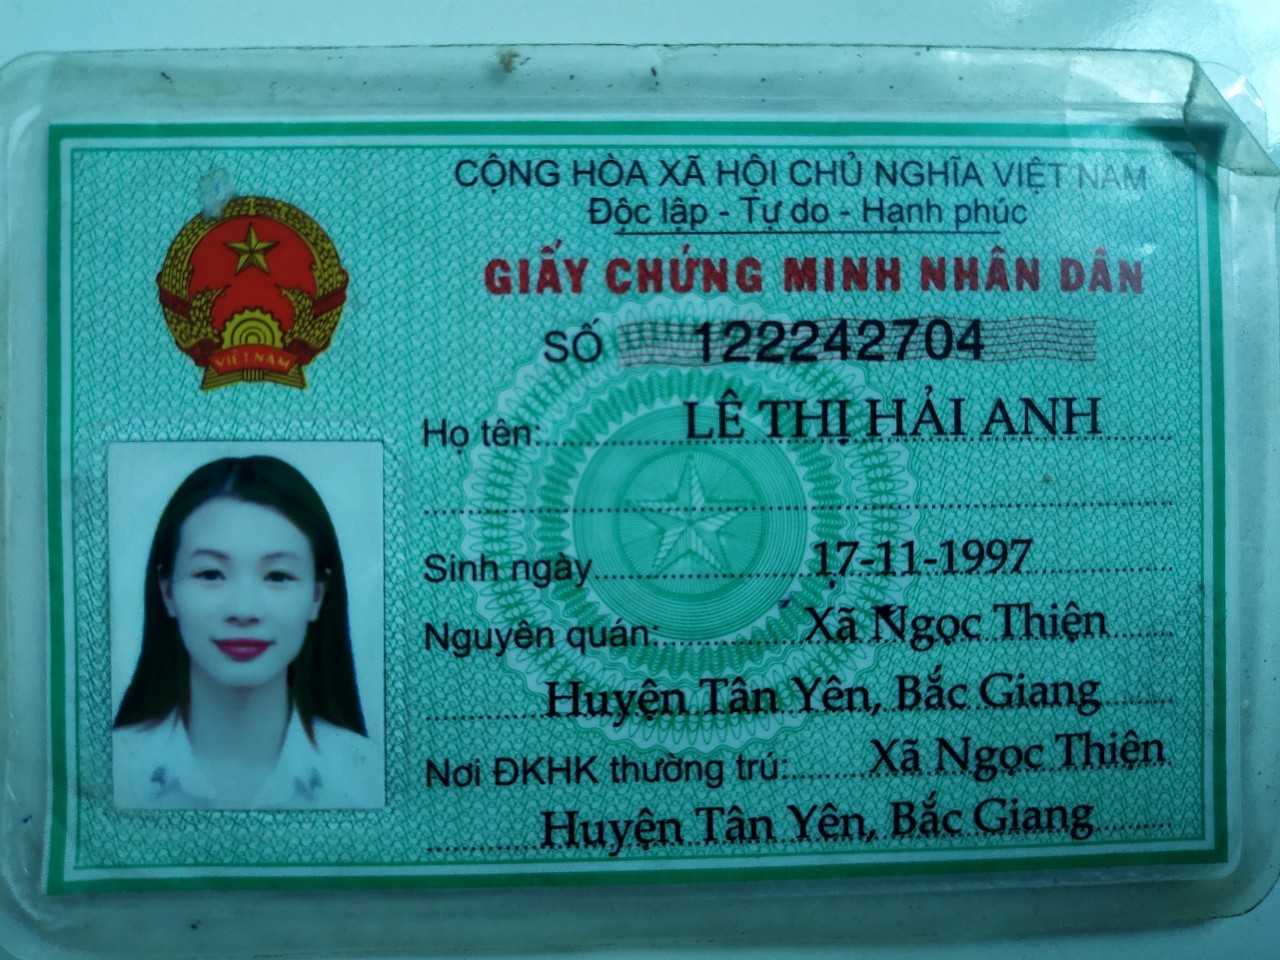 CỘNG HÒA XÃ HỘI CHỦ NGHĨA VIỆT NAM
Độc lập - Tự do - Hạnh phúc
GIẤY CHỨNG MINH NHÂN DÂN
SỐ 122242704
Họ tên: LÊ THỊ HẢI ANH
Sinh ngày 17-11-1997
Nguyên quán: Xã Ngọc Thiện
Huyện Tân Yên, Bắc Giang
Nơi ĐKHK thường trú: Xã Ngọc Thiện
Huyện Tân Yên, Bắc Giang
VIỆT NAM